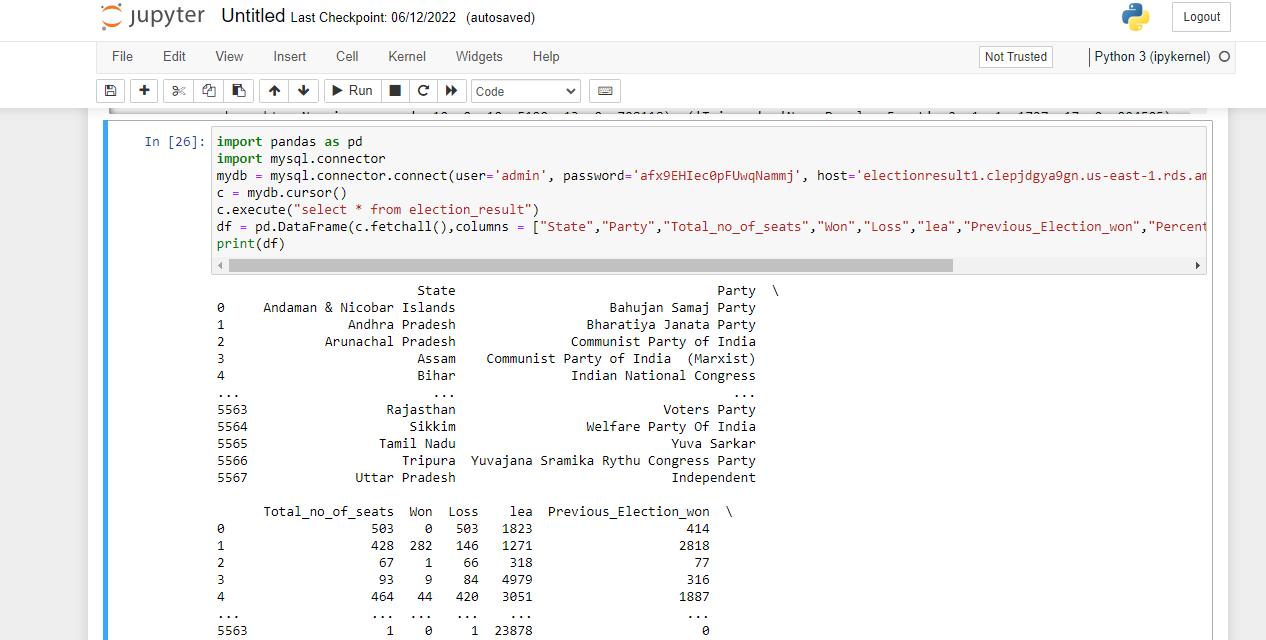 jupyter Untitled Last Checkpoint: 06/12/2022 (autosaved) Logout
File Edit View Insert Cell Kernel Widgets Help Not Trusted Python 3 (ipykernel)
Run Code
In [26]: import pandas as pd
import mysql.connector
mydb = mysql.connector.connect(user='admin', password='afx9EHIec0pFUwqNammj', host='electionresult1.clepjdgya9gn.us-east-1.rds.am
c = mydb.cursor()
c.execute("select * from election_result")
df = pd.DataFrame(c.fetchall(),columns = ["State","Party","Total_no_of_seats","Won","Loss","lea","Previous_Election_won","Percent
print(df)
State Party \
0 Andaman & Nicobar Islands Bahujan Samaj Party
1 Andhra Pradesh Bharatiya Janata Party
2 Arunachal Pradesh Communist Party of India
3 Assam Communist Party of India (Marxist)
4 Bihar Indian National Congress
... ... ...
5563 Rajasthan Voters Party
5564 Sikkim Welfare Party Of India
5565 Tamil Nadu Yuva Sarkar
5566 Tripura Yuvajana Sramika Rythu Congress Party
5567 Uttar Pradesh Independent
Total_no_of_seats Won Loss lea Previous_Election_won \
0 503 0 503 1823 414
1 428 282 146 1271 2818
2 67 1 66 318 77
3 93 9 84 4979 316
4 464 44 420 3051 1887
... ... ... ... ... ...
5563 1 0 1 23878 0